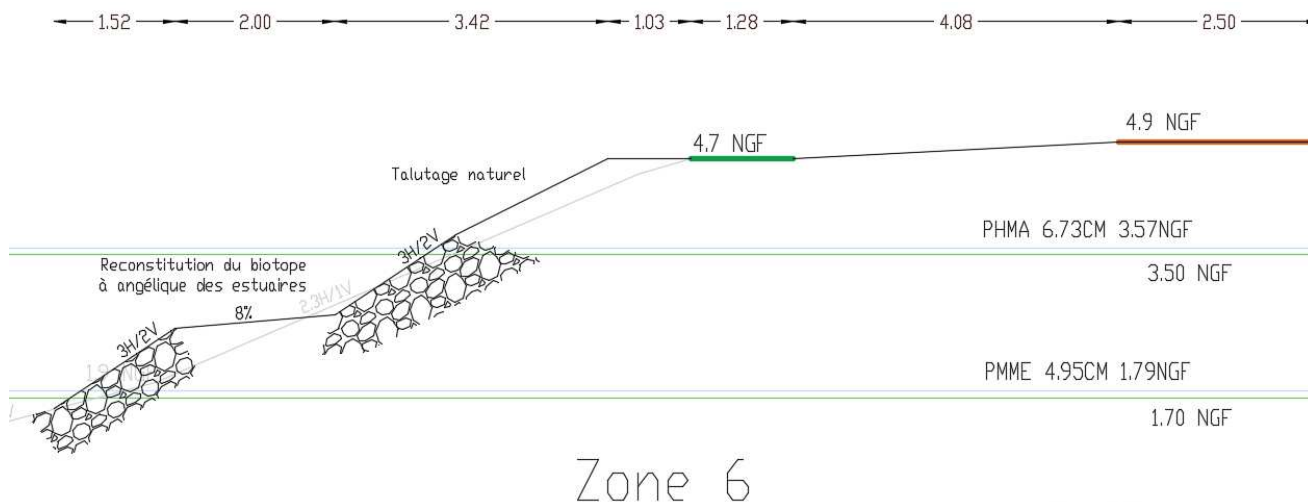 1.52 2.00 3.42 1.03 1.28 4.08 2.50
4.9 NGF
4.7 NGF
Talutage naturel
PHMA 6.73CM 3.57NGF
3H/2V
Reconstitution du biotope
à angélique des estuaires
3.50 NGF
2.3H/1V
8%
3H/2V
PMME 4.95CM 1.79NGF
1.70 NGF
Zone 6